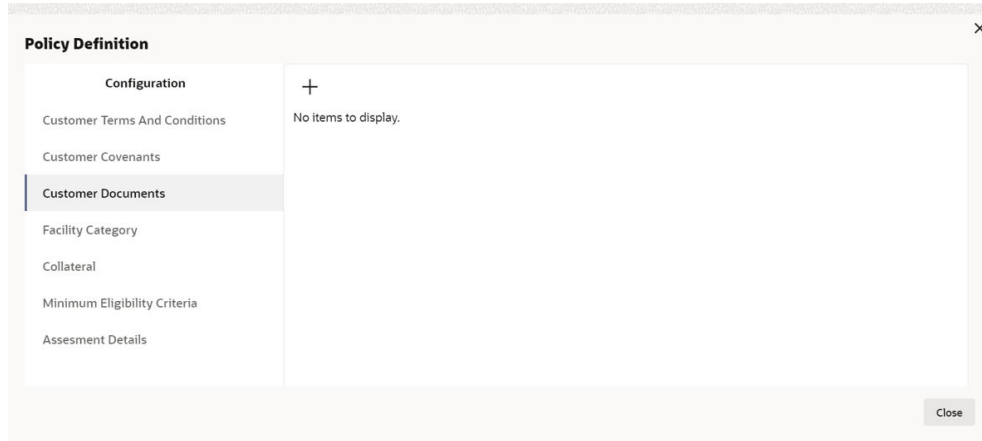 Policy Definition
Configuration
Customer Terms And Conditions
Customer Covenants
Customer Documents
Facility Category
Collateral
Minimum Eligibility Criteria
Assesment Details
No items to display.
Close